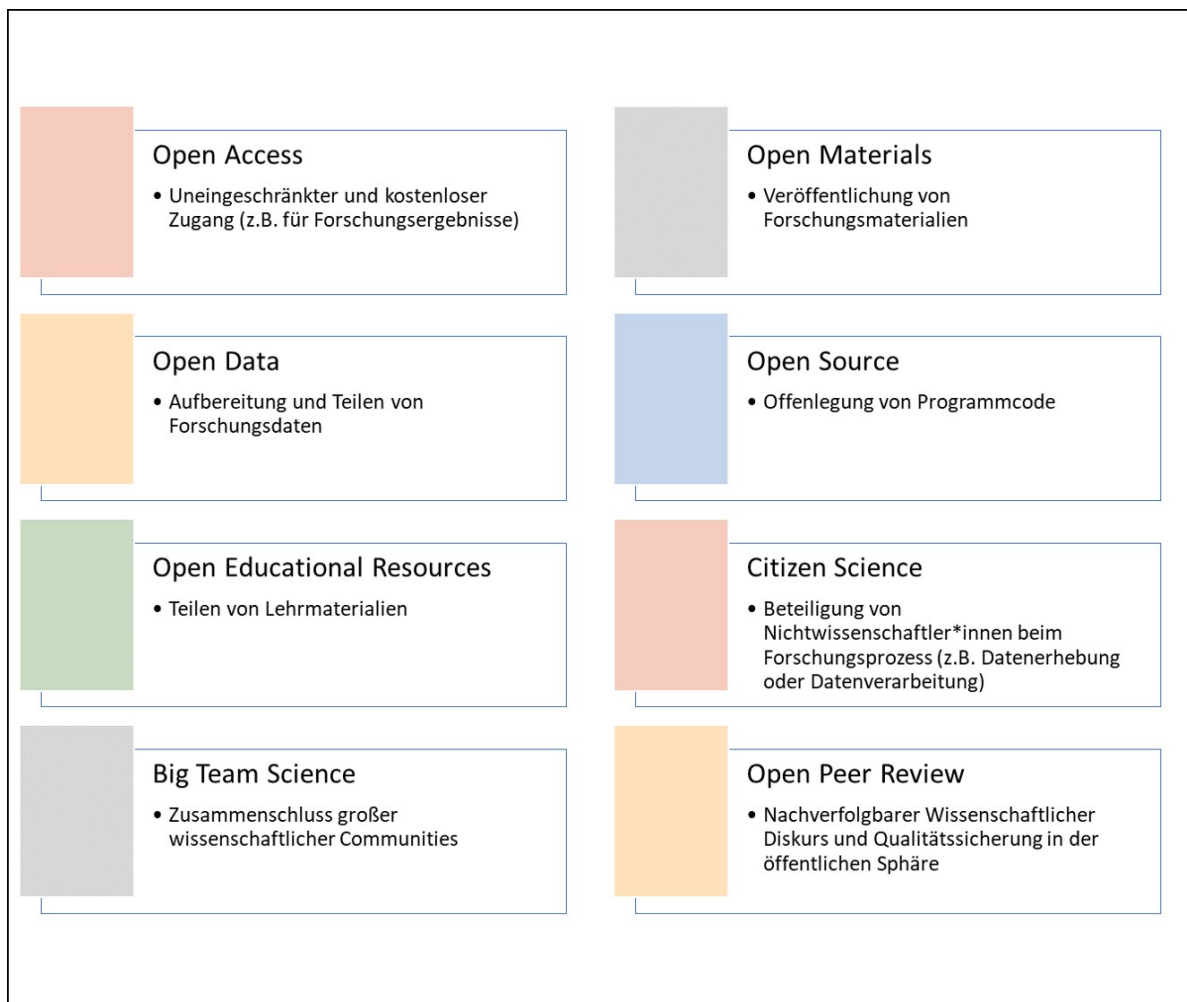 Open Access
• Uneingeschränkter und kostenloser
Zugang (z.B. für Forschungsergebnisse)
Open Materials
• Veröffentlichung von
Forschungsmaterialien
Open Data
• Aufbereitung und Teilen von
Forschungsdaten
Open Source
• Offenlegung von Programmcode
Open Educational Resources
• Teilen von Lehrmaterialien
Citizen Science
• Beteiligung von
Nichtwissenschaftler*innen beim
Forschungsprozess (z.B. Datenerhebung
oder Datenverarbeitung)
Big Team Science
• Zusammenschluss großer
wissenschaftlicher Communities
Open Peer Review
• Nachverfolgbarer Wissenschaftlicher
Diskurs und Qualitätssicherung in der
öffentlichen Sphäre